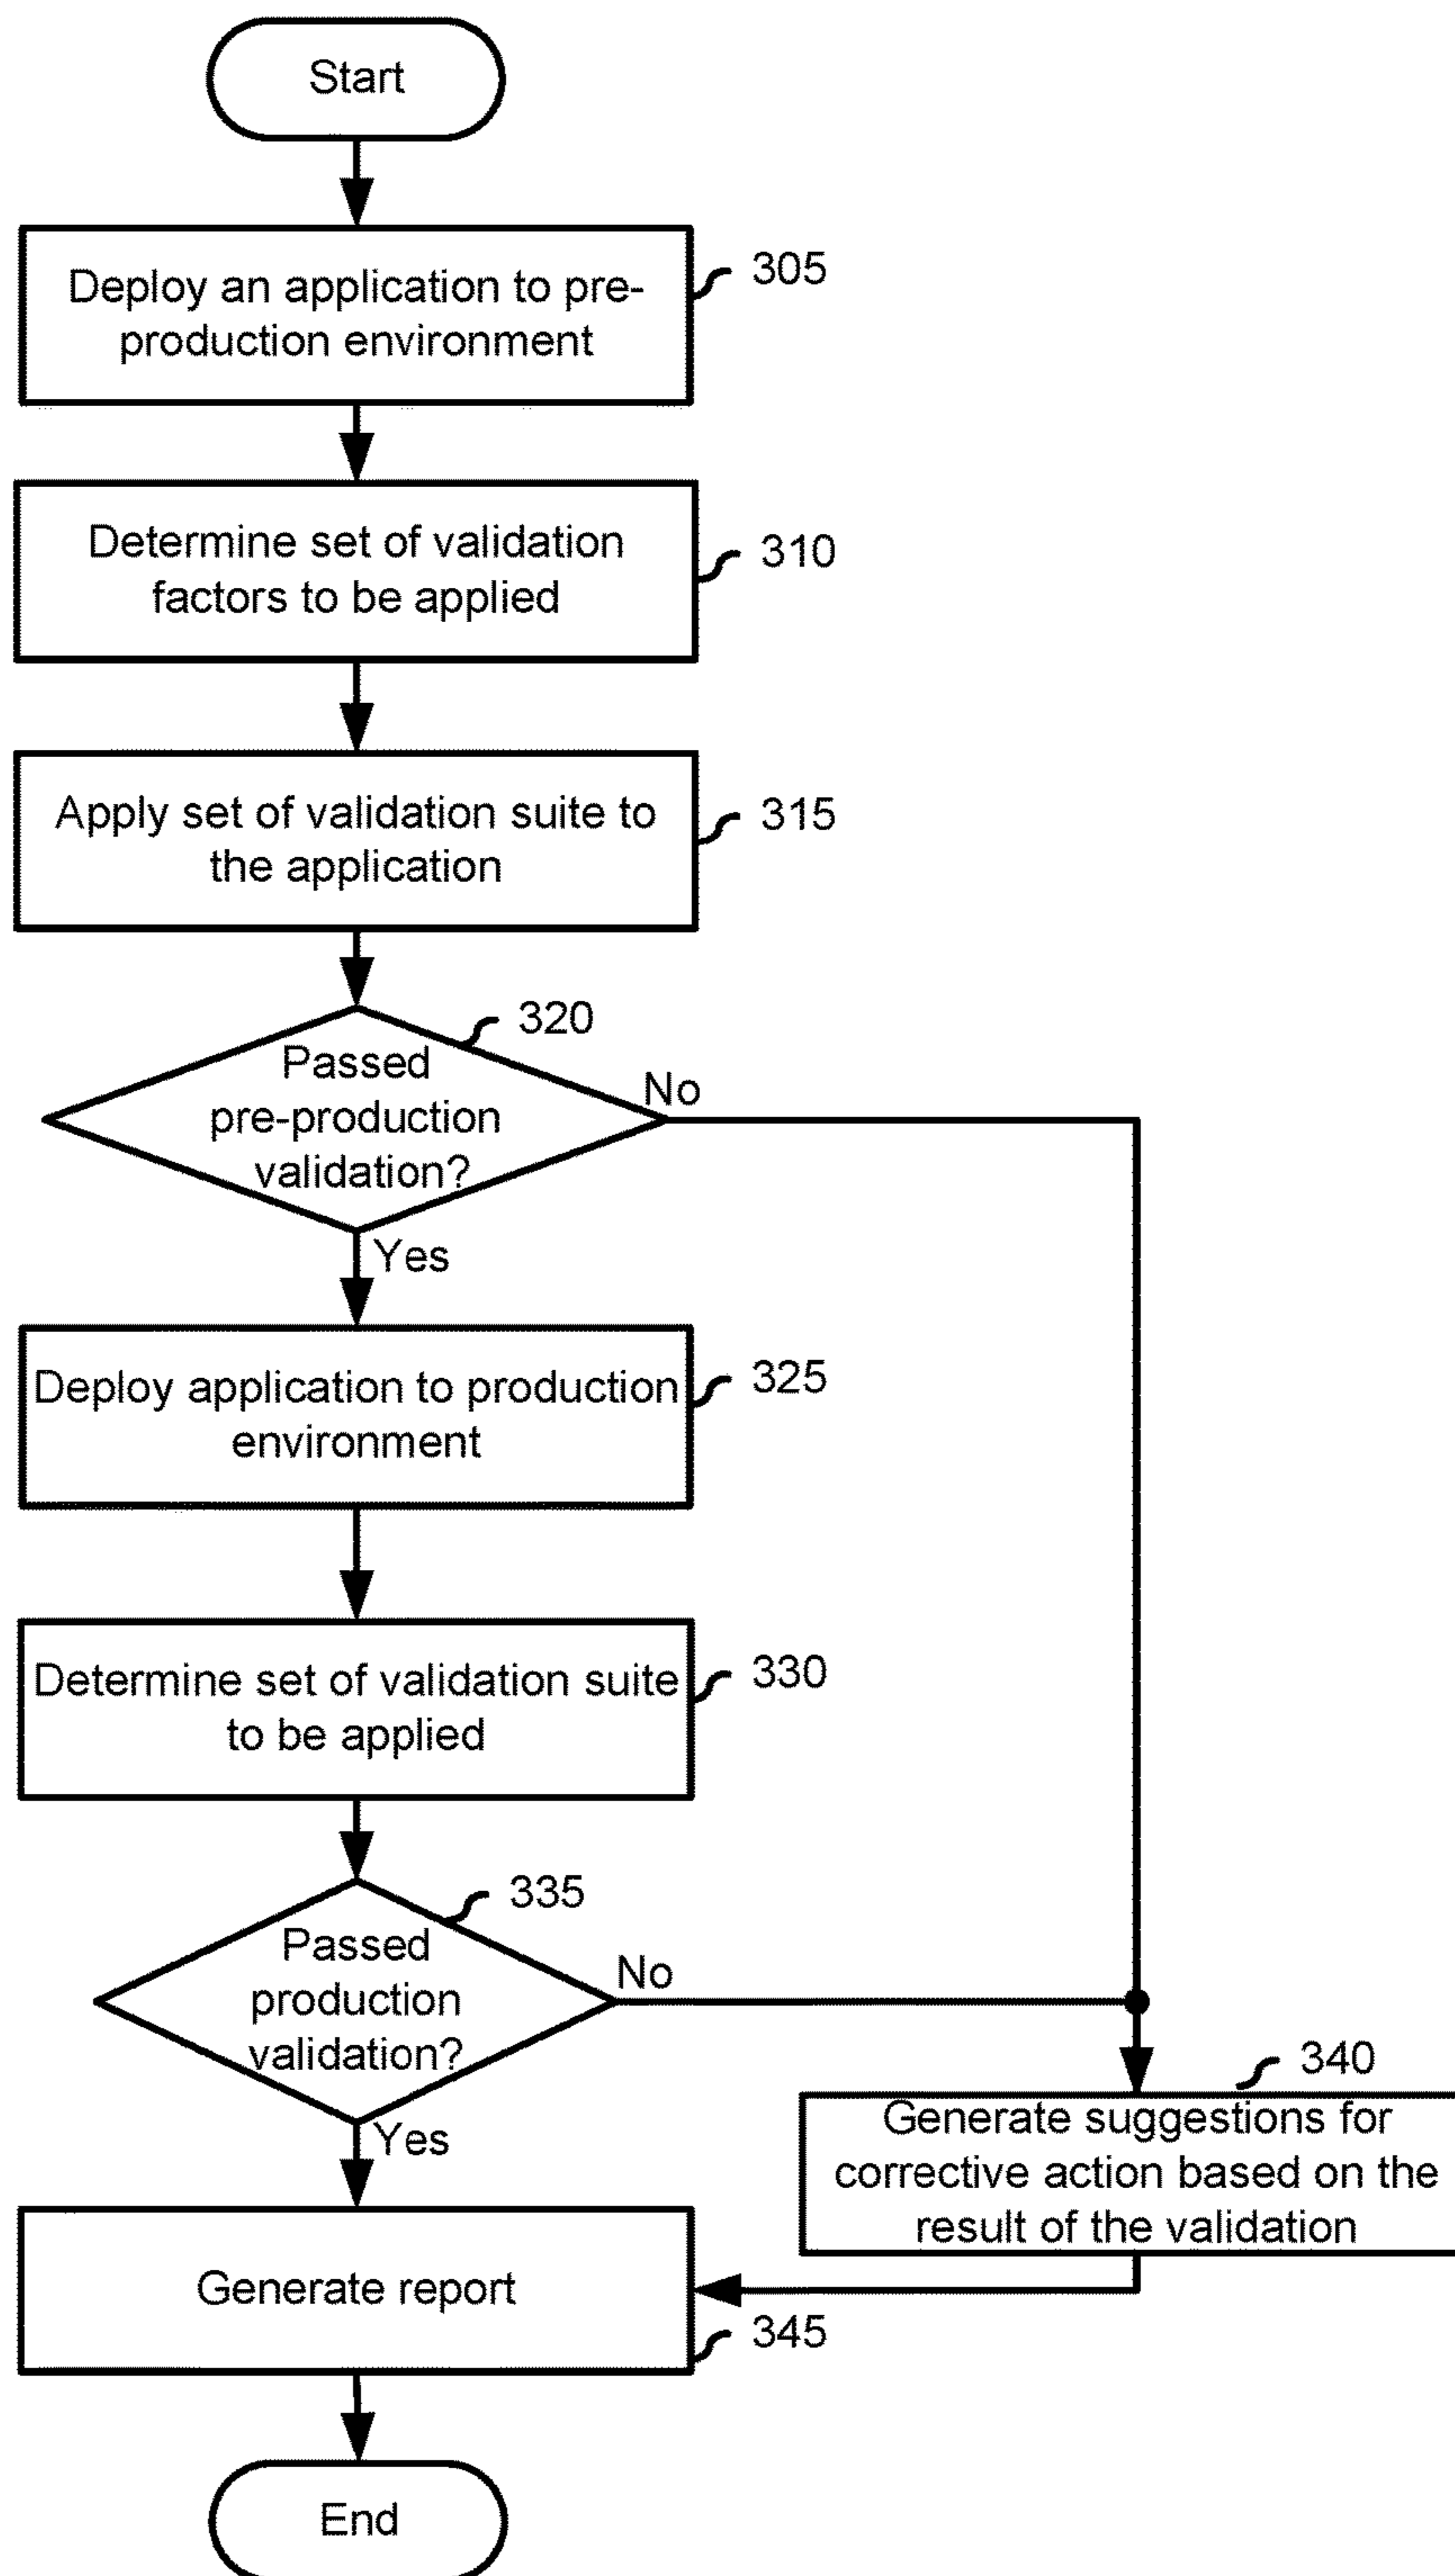 Start
Deploy an application to pre-
production environment
305
Determine set of validation
factors to be applied
310
Apply set of validation suite to
the application
315
320
Passed
pre-production
validation?
No
Yes
Deploy application to production
environment
325
Determine set of validation suite
to be applied
330
335
Passed
production
validation?
No
Yes
340
Generate suggestions for
corrective action based on the
result of the validation
Generate report
345
End